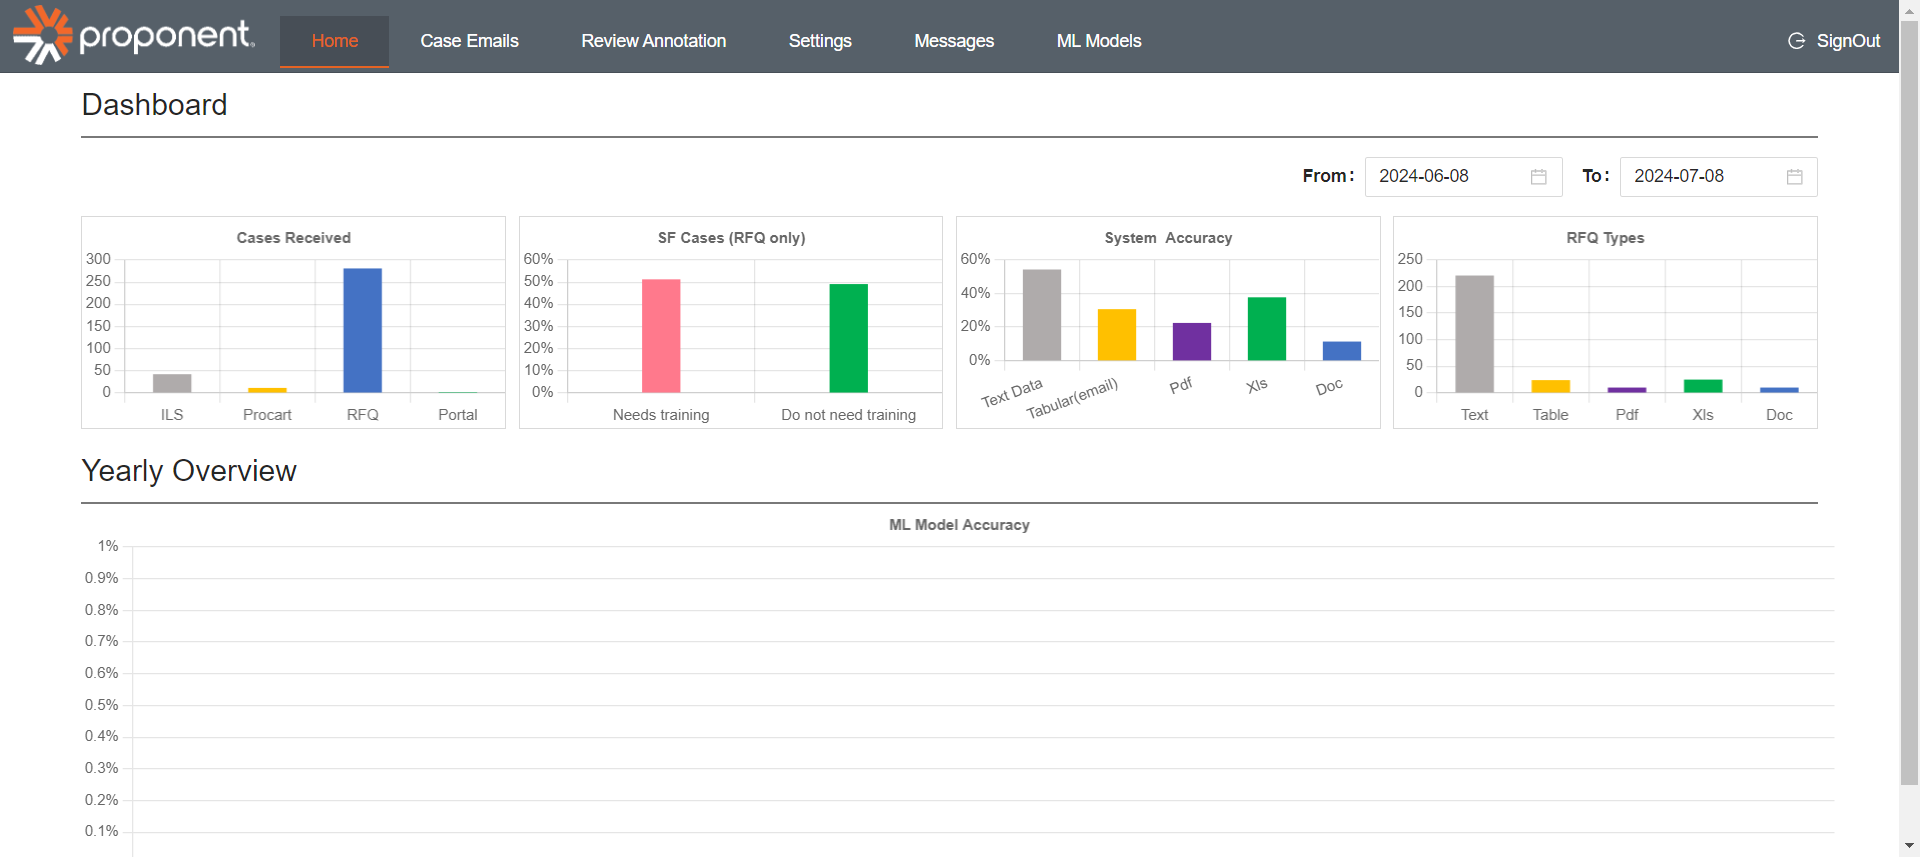 proponent
Home
Case Emails
Review Annotation
Settings
Messages
ML Models
SignOut
Dashboard
From :
2024-06-08
To :
2024-07-08
Cases Received
300
250
200
150
100
50
0
ILS
Procart
RFQ
Portal
SF Cases (RFQ only)
60%
50%
40%
30%
20%
10%
0%
Needs training
Do not need training
System Accuracy
60%
40%
20%
0%
Text Data
Tabular(email)
Pdf
Xls
Doc
RFQ Types
250
200
150
100
50
0
Text
Table
Pdf
Xls
Doc
Yearly Overview
ML Model Accuracy
1%
0.9%
0.8%
0.7%
0.6%
0.5%
0.4%
0.3%
0.2%
0.1%